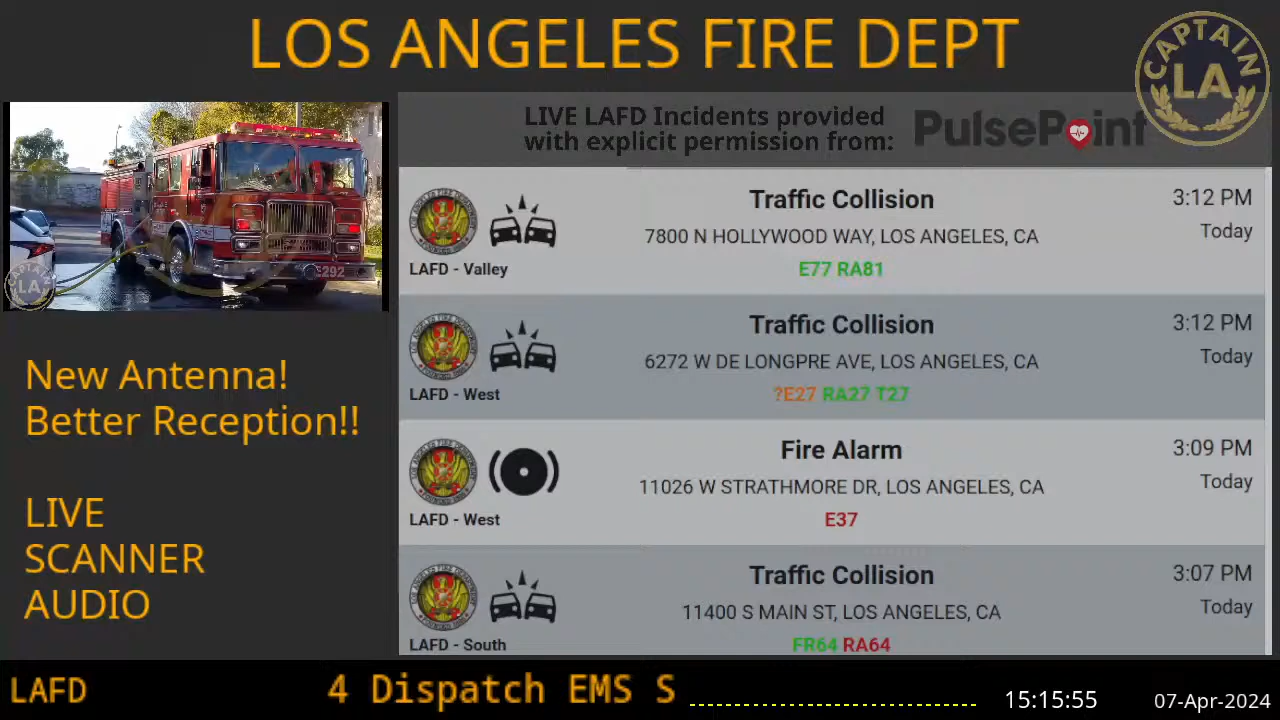 LOS ANGELES FIRE DEPT
CAPTAIN
LA
LIVE LAFD Incidents provided
with explicit permission from:
PulsePoint
E292
CAPTAIN
LA
Traffic Collision
3:12 PM
7800 N HOLLYWOOD WAY, LOS ANGELES, CA
Today
LAFD - Valley
E77 RA81
Traffic Collision
3:12 PM
6272 W DE LONGPRE AVE, LOS ANGELES, CA
Today
LAFD - West
?E27 RA27 T27
Fire Alarm
3:09 PM
11026 W STRATHMORE DR, LOS ANGELES, CA
Today
LAFD - West
E37
Traffic Collision
3:07 PM
11400 S MAIN ST, LOS ANGELES, CA
Today
LAFD - South
FR64 RA64
New Antenna!
Better Reception!!
LIVE
SCANNER
AUDIO
LAFD
4 Dispatch EMS S
15:15:55
07-Apr-2024